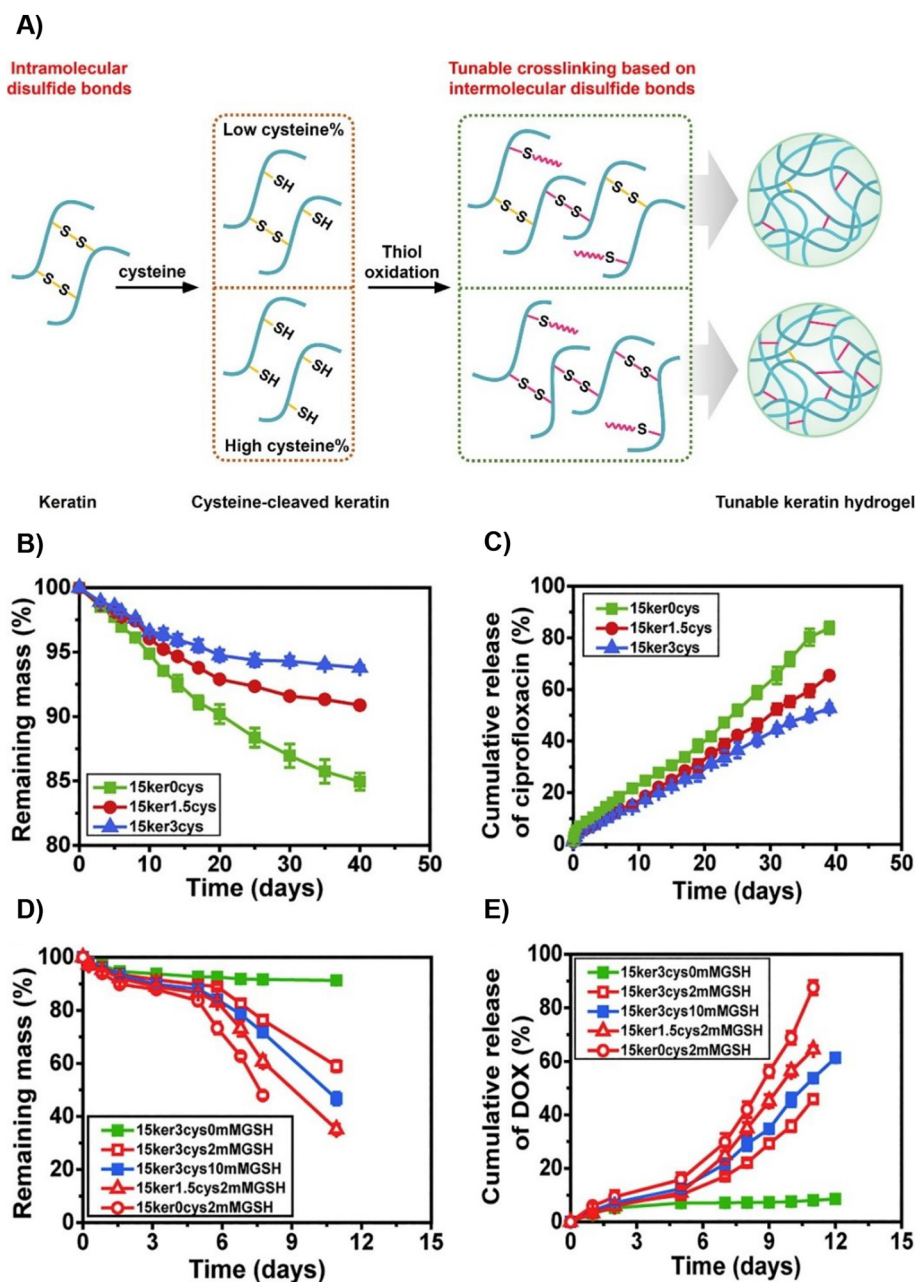 A)
Intramolecular
disulfide bonds
Tunable crosslinking based on
intermolecular disulfide bonds
Low cysteine%
SH
S-S
SH
S
S-S
S-S
S-S
S
S-S
S-S
cysteine
Thiol
oxidation
SH
SH
SH
SH
High cysteine%
S
S-S
S-S
S-S
S
Keratin
Cysteine-cleaved keratin
Tunable keratin hydrogel
B)
Remaining mass (%)
100
95
90
85
80
15ker0cys
15ker1.5cys
15ker3cys
0
10
20
30
40
50
Time (days)
C)
Cumulative release
of ciprofloxacin (%)
100
80
60
40
20
0
15ker0cys
15ker1.5cys
15ker3cys
0
10
20
30
40
50
Time (days)
D)
Remaining mass (%)
100
80
60
40
20
0
15ker3cys0mMGSH
15ker3cys2mMGSH
15ker3cys10mMGSH
15ker1.5cys2mMGSH
15ker0cys2mMGSH
0
3
6
9
12
15
Time (days)
E)
Cumulative release
of DOX (%)
100
80
60
40
20
0
15ker3cys0mMGSH
15ker3cys2mMGSH
15ker3cys10mMGSH
15ker1.5cys2mMGSH
15ker0cys2mMGSH
0
3
6
9
12
15
Time (days)